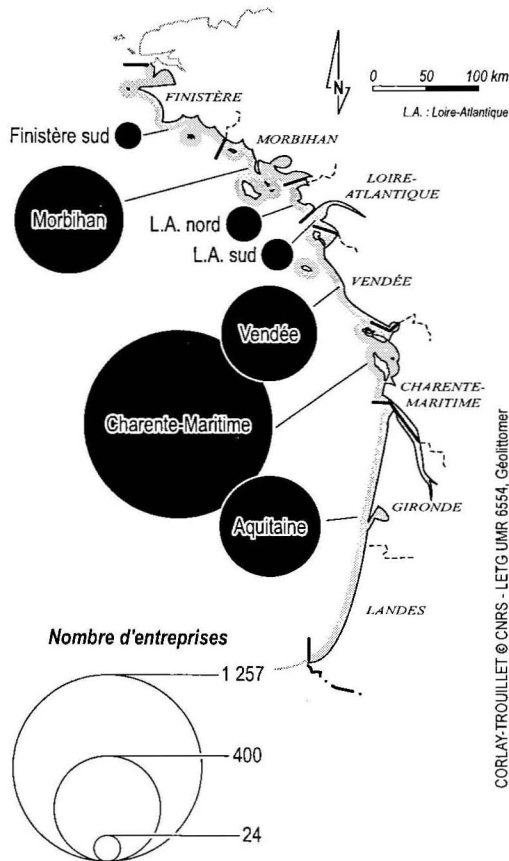 N
0 50 100 km
L.A. : Loire-Atlantique
FINISTÈRE
Finistère sud
MORBIHAN
LOIRE-
ATLANTIQUE
Morbihan
L.A. nord
L.A. sud
VENDÉE
Vendée
CHARENTE-
MARITIME
Charente-Maritime
GIRONDE
Aquitaine
LANDES
Nombre d'entreprises
1 257
400
24
CORLAY-TROUILLET © CNRS - LETG UMR 6554, Géolittomer